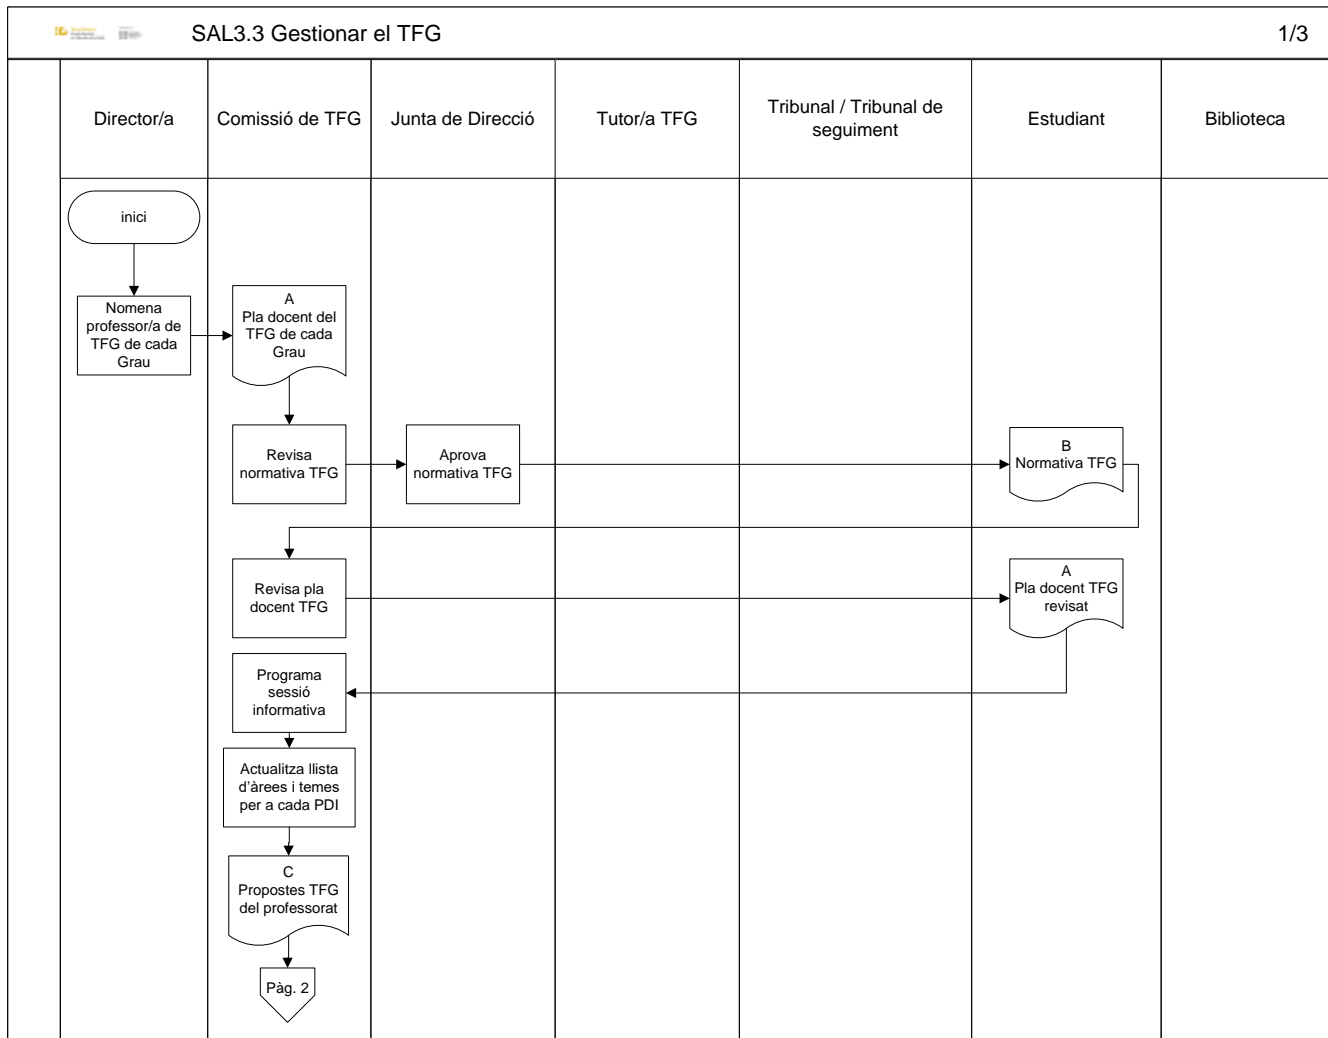 SAL3.3 Gestionar el TFG
1/3
Director/a
Comissió de TFG
Junta de Direcció
Tutor/a TFG
Tribunal / Tribunal de
seguiment
Estudiant
Biblioteca
inici
Nomena
professor/a de
TFG de cada
Grau
A
Pla docent del
TFG de cada
Grau
Revisa
normativa TFG
Aprova
normativa TFG
B
Normativa TFG
Revisa pla
docent TFG
A
Pla docent TFG
revisat
Programa
sessió
informativa
Actualitza llista
d'àrees i temes
per a cada PDI
C
Propostes TFG
del professorat
Pàg. 2